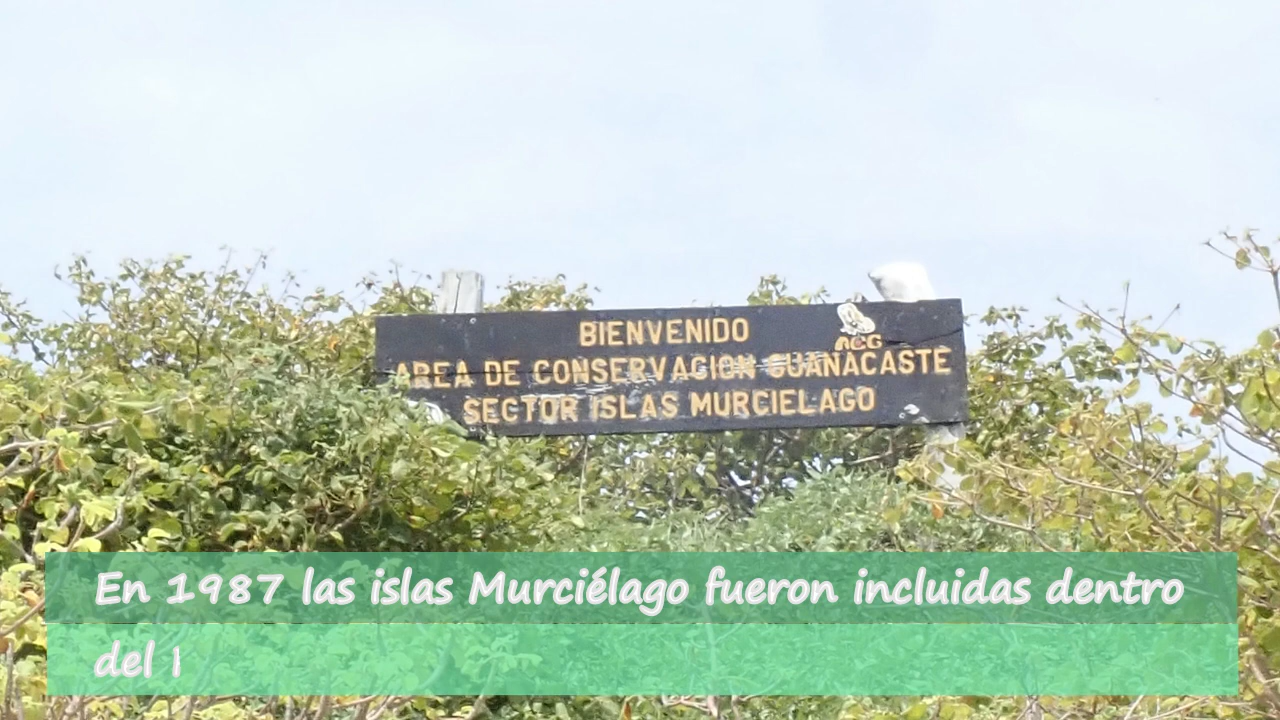 BIENVENIDO
ACG
AREA DE CONSERVACION GUANACASTE
SECTOR ISLAS MURCIELAGO
En 1987 las islas Murciélago fueron incluidas dentro
del